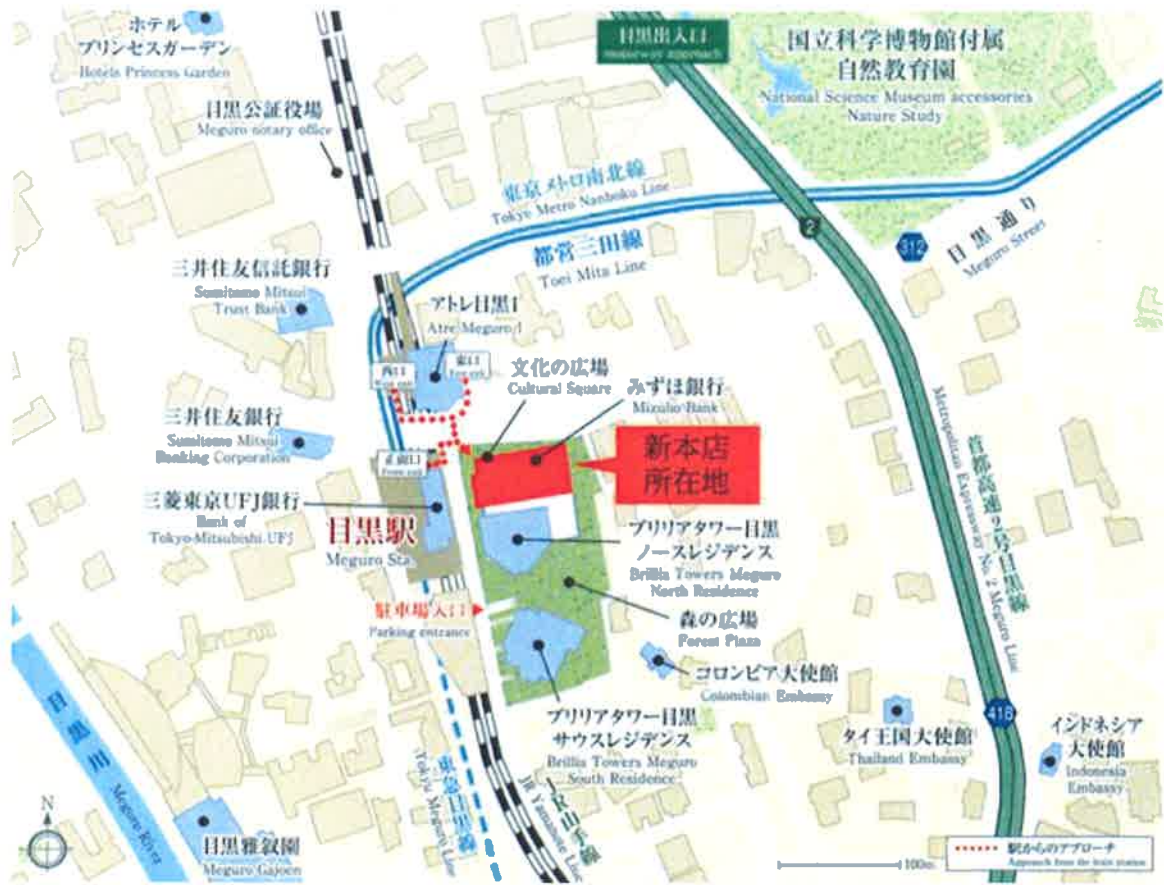 ホテル
プリンセスガーデン
Hotels Princess Garden
目黒出入口
motorway approach
国立科学博物館付属
自然教育園
National Science Museum accessories
Nature Study
目黒公証役場
Meguro notary office
東京メトロ南北線
Tokyo Metro Nanboku Line
都営三田線
Toei Mita Line
2
312
目黒通り
Meguro Street
三井住友信託銀行
Sumitomo Mitsui
Trust Bank
アトレ目黒1
Atre Meguro 1
西口
West exit
東口
East exit
文化の広場
Cultural Square
みずほ銀行
Mizuho Bank
三井住友銀行
Sumitomo Mitsui
Banking Corporation
正面口
Front exit
新本店
所在地
三菱東京UFJ銀行
Bank of
Tokyo-Mitsubishi UFJ
目黒駅
Meguro Sta.
ブリリアタワー目黒
ノースレジデンス
Brillia Towers Meguro
North Residence
首都高速2号目黒線
Metropolitan Expressway No. 2 Meguro Line
駐車場入口
Parking entrance
森の広場
Forest Plaza
コロンビア大使館
Colombian Embassy
ブリリアタワー目黒
サウスレジデンス
Brillia Towers Meguro
South Residence
418
タイ王国大使館
Thailand Embassy
インドネシア
大使館
Indonesia
Embassy
目黒川
Meguro River
東急目黒線
Tokyu Meguro Line
JR山手線
JR Yamanote Line
N
目黒雅叙園
Meguro Gajoen
100m
駅からのアプローチ
Approach from the train station